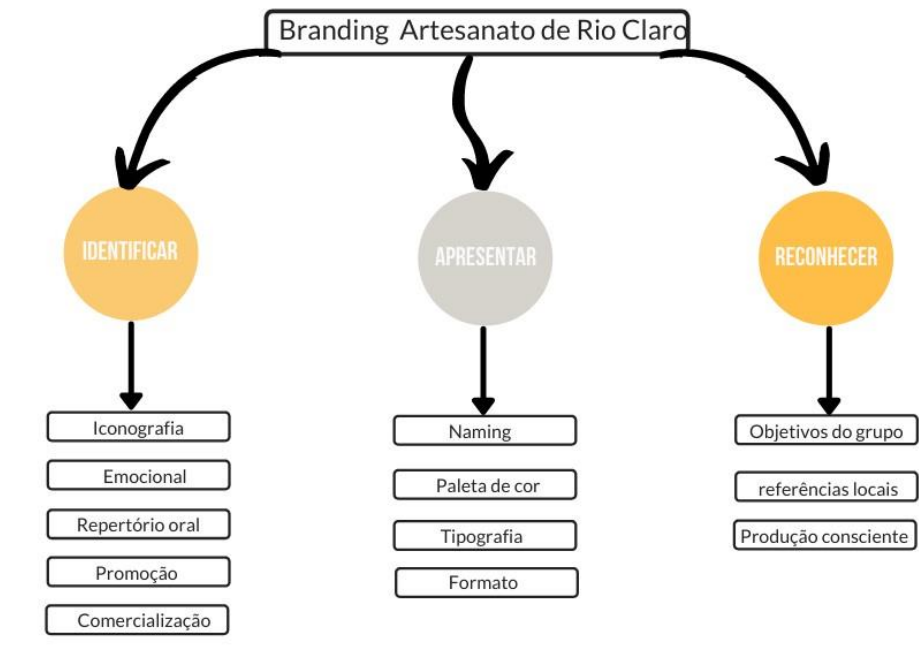 Branding Artesanato de Rio Claro
IDENTIFICAR
Iconografia
Emocional
Repertório oral
Promoção
Comercialização
APRESENTAR
Naming
Paleta de cor
Tipografia
Formato
RECONHECER
Objetivos do grupo
referências locais
Produção consciente